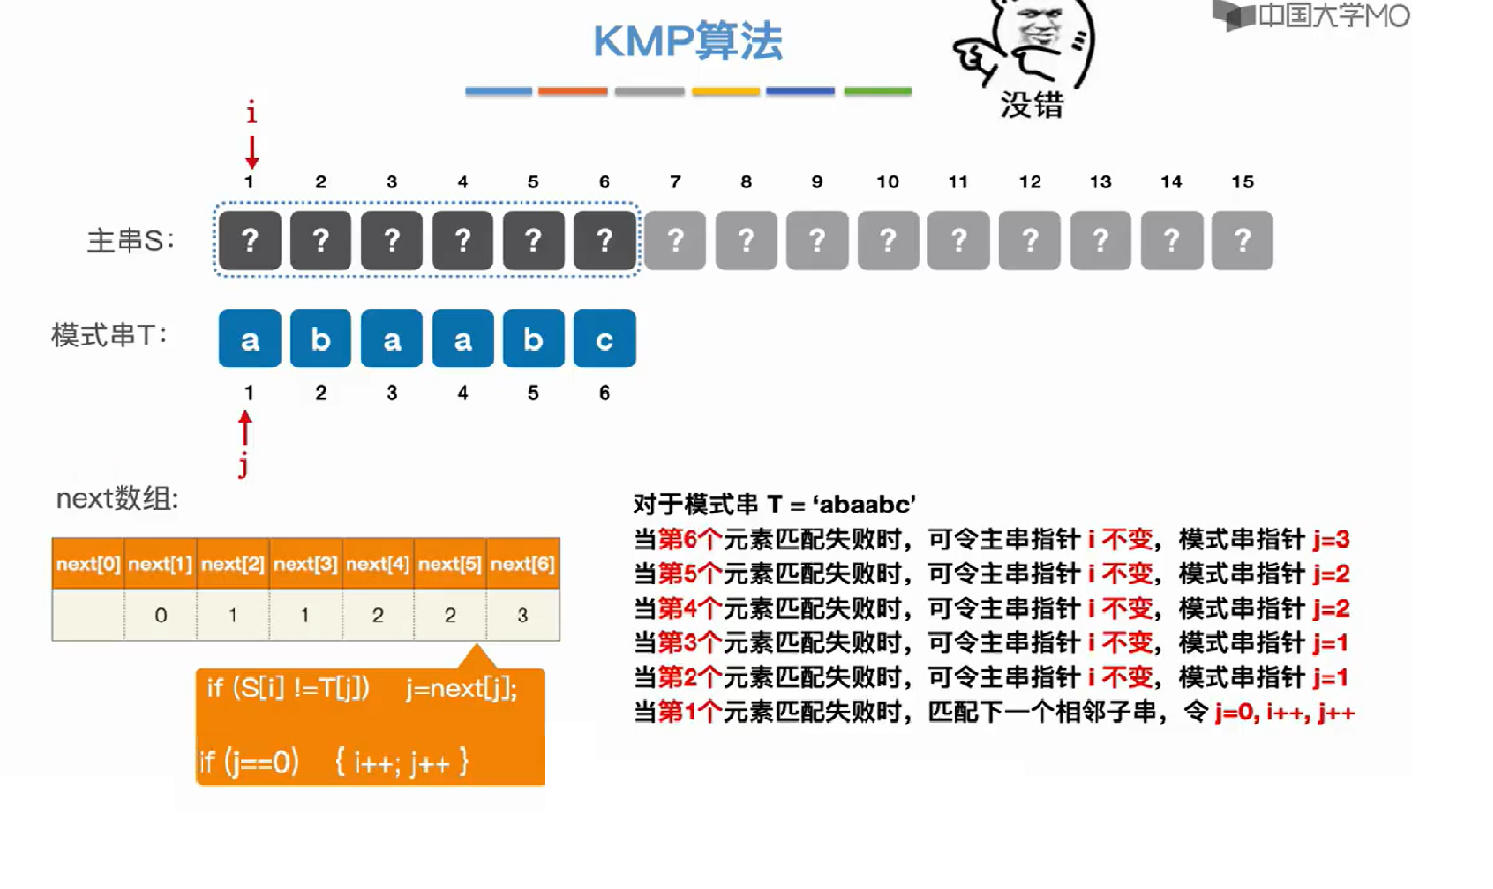 KMP算法
中国大学MO
没错
i
1 2 3 4 5 6 7 8 9 10 11 12 13 14 15
主串S: ? ? ? ? ? ? ? ? ? ? ? ? ? ? ?
模式串T: a b a a b c
1 2 3 4 5 6
j
next数组:
next[0] next[1] next[2] next[3] next[4] next[5] next[6]
0 1 1 2 2 3
if (S[i] !=T[j]) j=next[j];
if (j==0) { i++; j++ }
对于模式串 T = ‘abaabc’
当第6个元素匹配失败时，可令主串指针 i 不变，模式串指针 j=3
当第5个元素匹配失败时，可令主串指针 i 不变，模式串指针 j=2
当第4个元素匹配失败时，可令主串指针 i 不变，模式串指针 j=2
当第3个元素匹配失败时，可令主串指针 i 不变，模式串指针 j=1
当第2个元素匹配失败时，可令主串指针 i 不变，模式串指针 j=1
当第1个元素匹配失败时，匹配下一个相邻子串，令 j=0, i++, j++